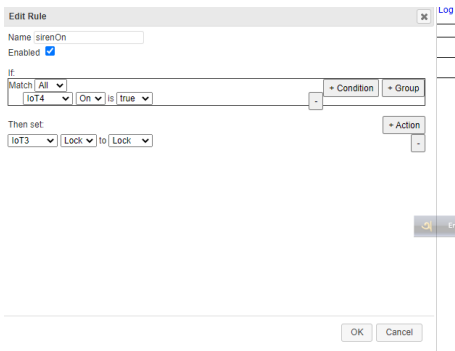 Edit Rule
Log
Name sirenOn
Enabled
If:
Match All
+ Condition + Group
IoT4 On is true
-
Then set:
+ Action
IoT3 Lock to Lock
-
OK Cancel